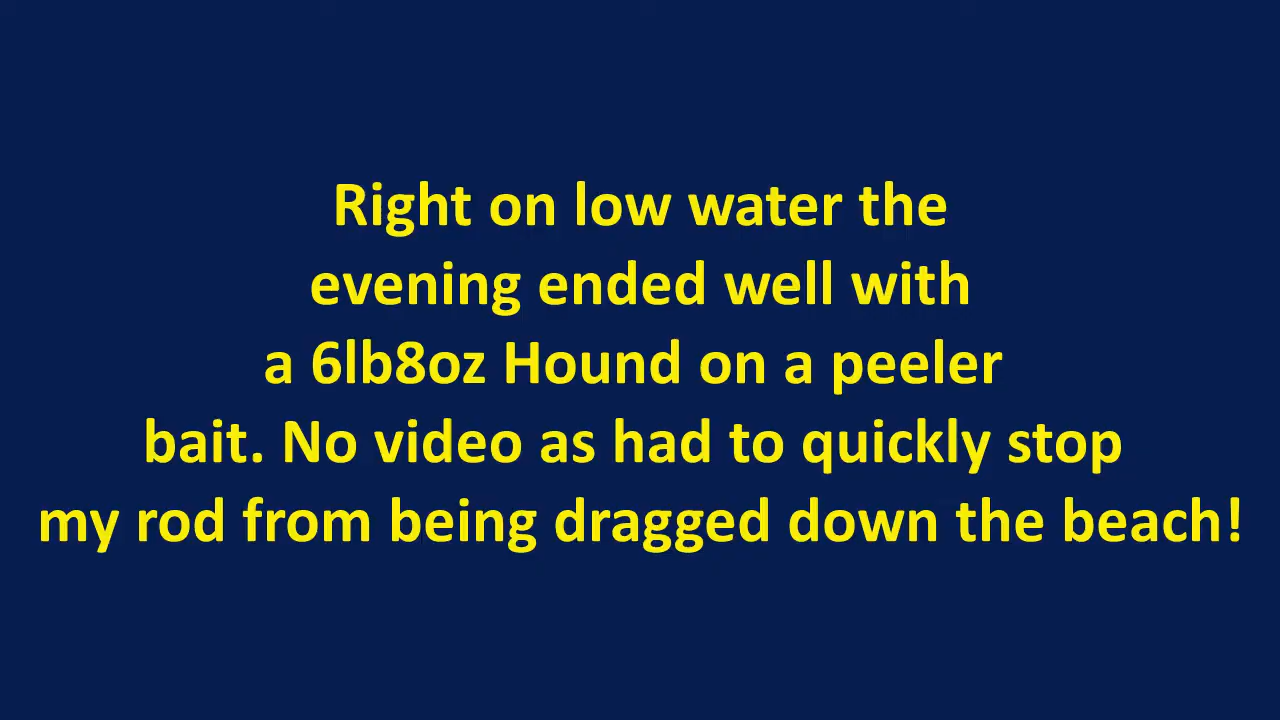 Right on low water the
evening ended well with
a 6lb8oz Hound on a peeler
bait. No video as had to quickly stop
my rod from being dragged down the beach!